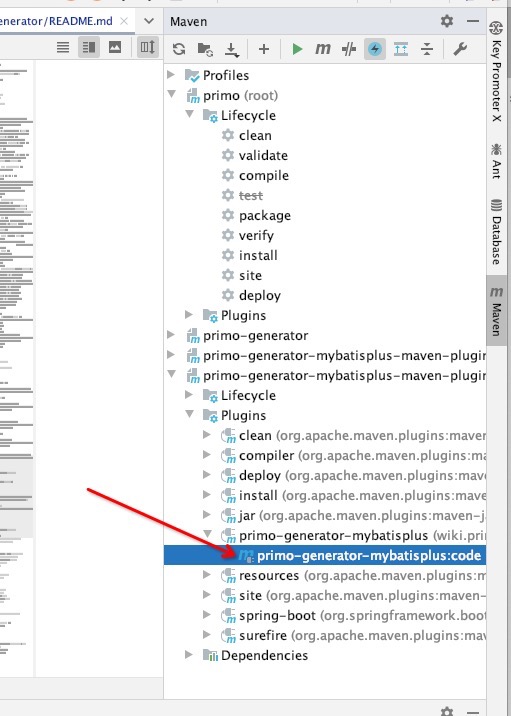 enerator/README.md
Maven
Profiles
primo (root)
Lifecycle
clean
validate
compile
test
package
verify
install
site
deploy
Plugins
primo-generator
primo-generator-mybatisplus-maven-plugin
primo-generator-mybatisplus-maven-plugin
Lifecycle
Plugins
clean (org.apache.maven.plugins:mave
compiler (org.apache.maven.plugins:m
deploy (org.apache.maven.plugins:mav
install (org.apache.maven.plugins:mav
jar (org.apache.maven.plugins:maven-j
primo-generator-mybatisplus (wiki.pri
primo-generator-mybatisplus:code
resources (org.apache.maven.plugins:m
site (org.apache.maven.plugins:maven
spring-boot (org.springframework.boot
surefire (org.apache.maven.plugins:ma
Dependencies
Key Promoter X
Ant
Database
Maven